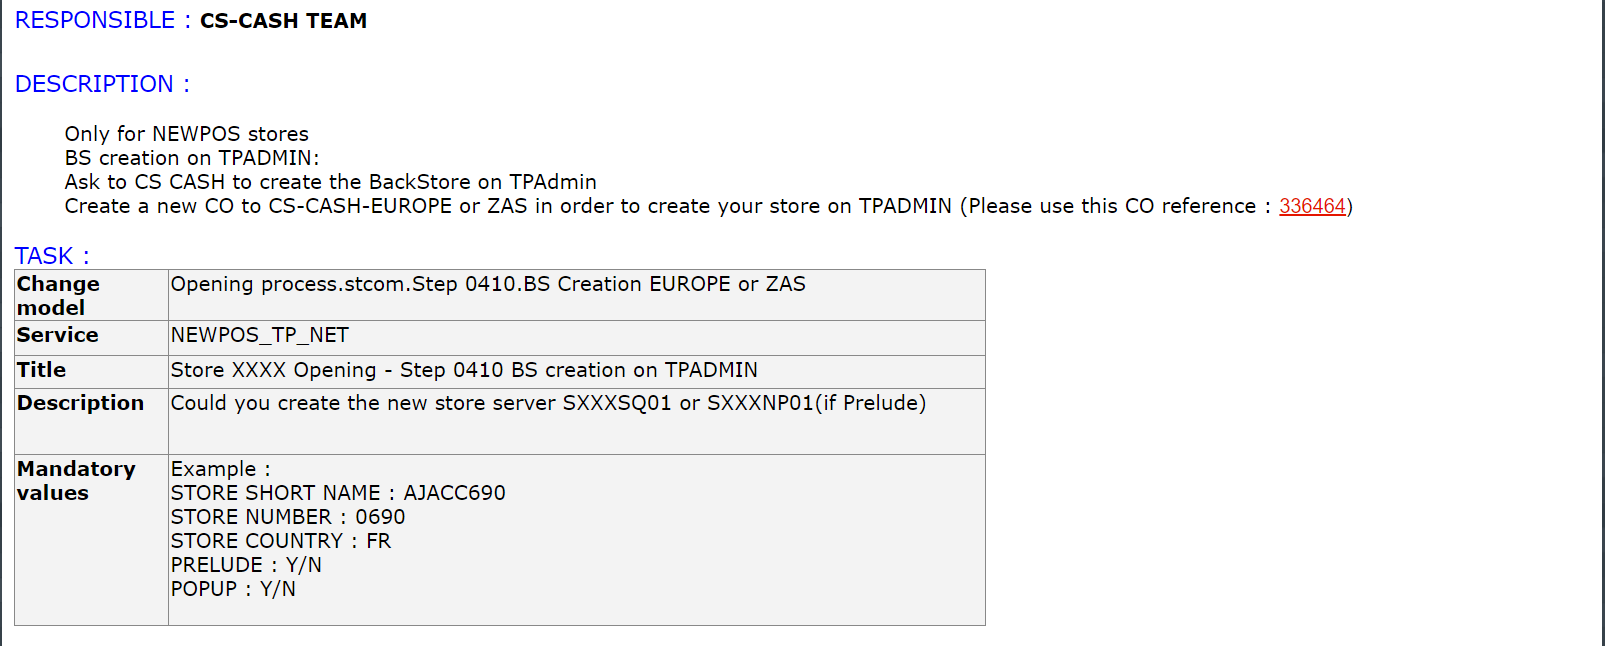 RESPONSIBLE : CS-CASH TEAM
DESCRIPTION :
Only for NEWPOS stores
BS creation on TPADMIN:
Ask to CS CASH to create the BackStore on TPAdmin
Create a new CO to CS-CASH-EUROPE or ZAS in order to create your store on TPADMIN (Please use this CO reference : 336464)
TASK :
Change model
Opening process.stcom.Step 0410.BS Creation EUROPE or ZAS
Service
NEWPOS_TP_NET
Title
Store XXXX Opening - Step 0410 BS creation on TPADMIN
Description
Could you create the new store server SXXXSQ01 or SXXXNP01(if Prelude)
Mandatory values
Example :
STORE SHORT NAME : AJACC690
STORE NUMBER : 0690
STORE COUNTRY : FR
PRELUDE : Y/N
POPUP : Y/N